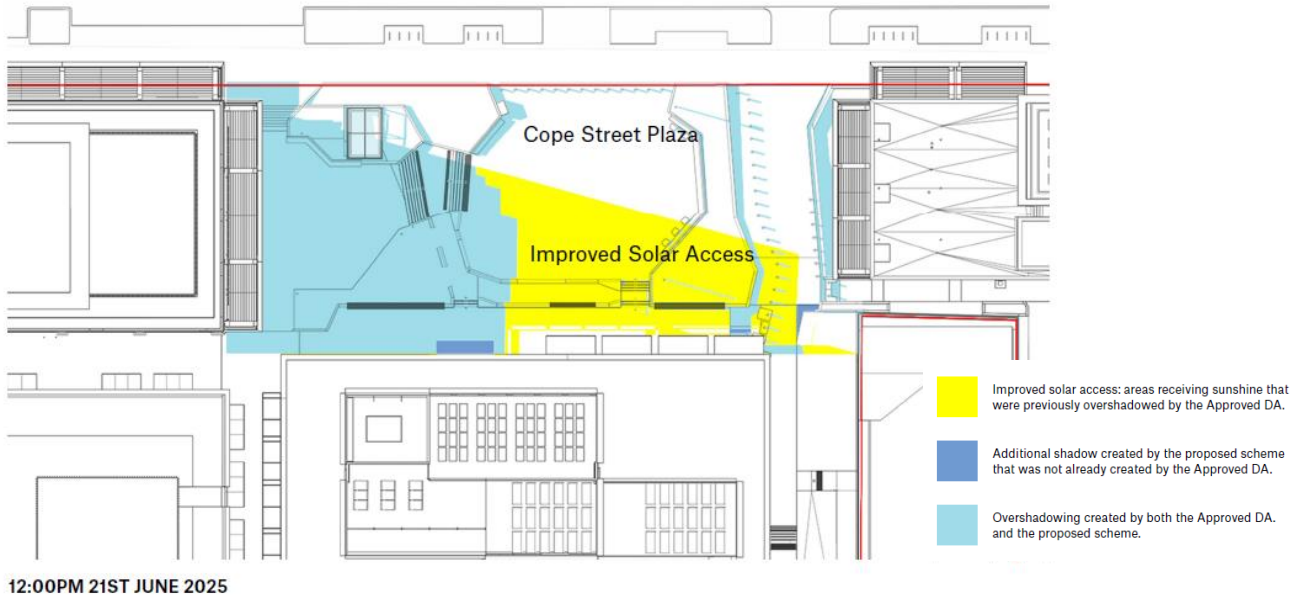 Cope Street Plaza
Improved Solar Access
Improved solar access: areas receiving sunshine that
were previously overshadowed by the Approved DA.
Additional shadow created by the proposed scheme
that was not already created by the Approved DA.
Overshadowing created by both the Approved DA.
and the proposed scheme.
12:00PM 21ST JUNE 2025